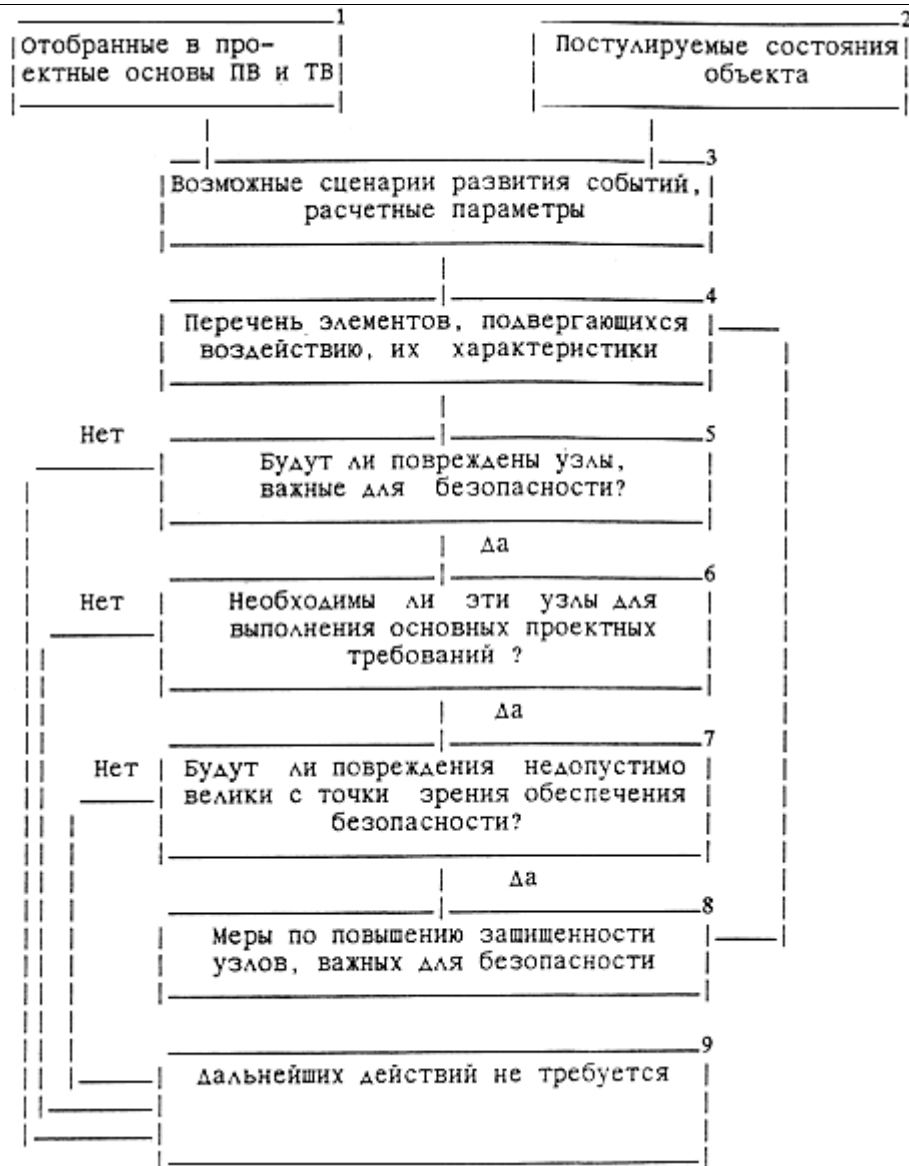 1
Отобранные в про-
ектные основы ПВ и ТВ
2
Постулируемые состояния
объекта
3
Возможные сценарии развития событий,
расчетные параметры
4
Перечень элементов, подвергающихся
воздействию, их характеристики
5
Нет
Будут ли повреждены узлы,
важные для безопасности?
Да
6
Нет
Необходимы ли эти узлы для
выполнения основных проектных
требований ?
Да
7
Нет
Будут ли повреждения недопустимо
велики с точки зрения обеспечения
безопасности?
Да
8
Меры по повышению зашищенности
узлов, важных для безопасности
9
Дальнейших действий не требуется